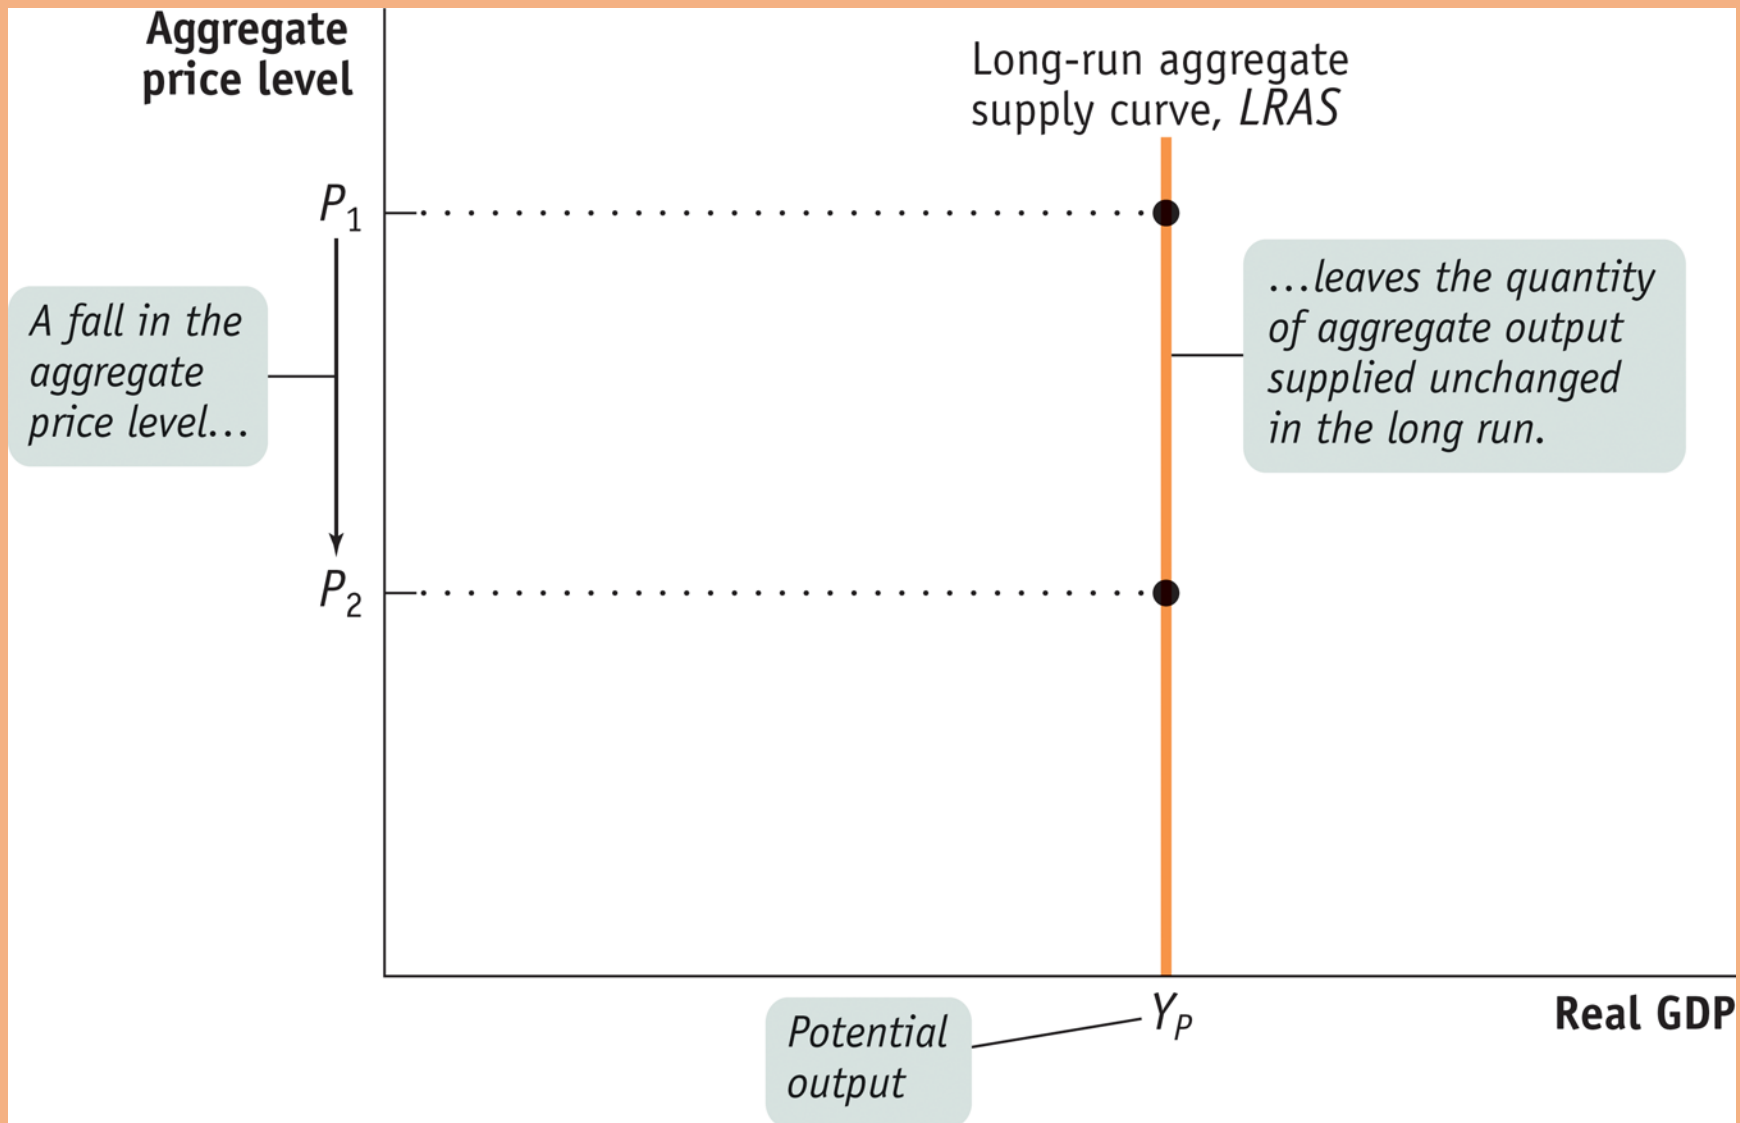 Aggregate
price level
Long-run aggregate
supply curve, LRAS
P1
A fall in the
aggregate
price level...
...leaves the quantity
of aggregate output
supplied unchanged
in the long run.
P2
YP
Real GDP
Potential
output